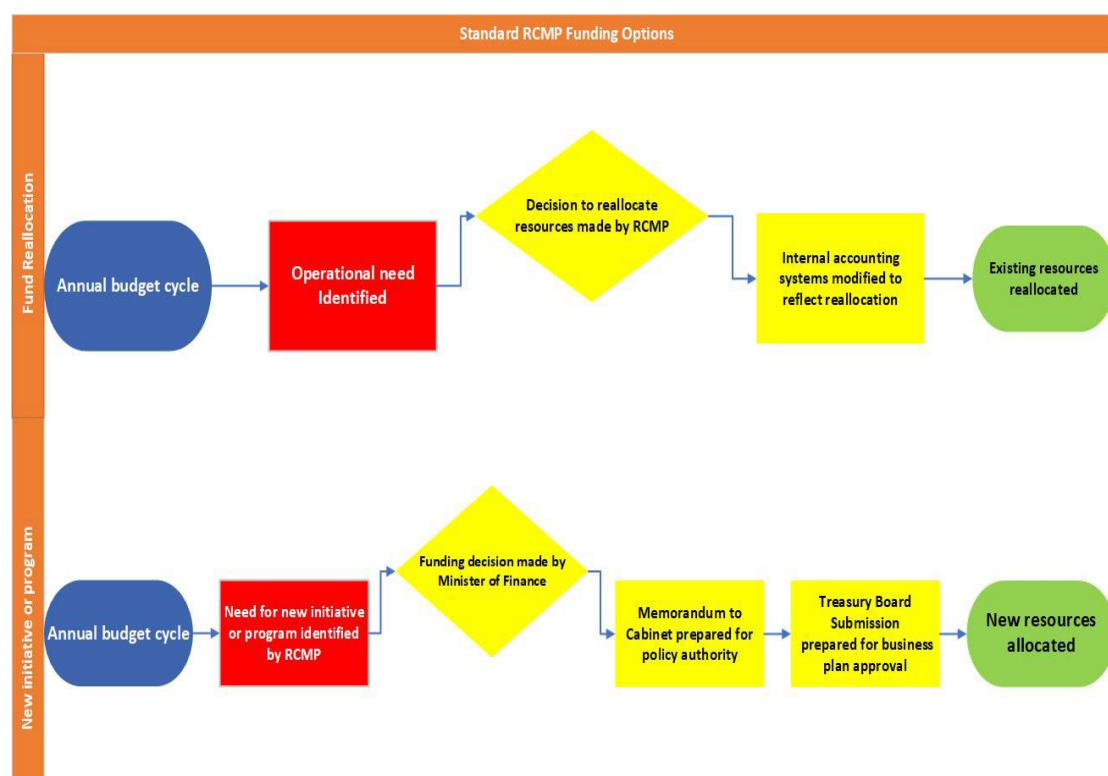 Standard RCMP Funding Options
Fund Reallocation
Annual budget cycle
Operational need
Identified
Decision to reallocate
resources made by RCMP
Internal accounting
systems modified to
reflect reallocation
Existing resources
reallocated
New initiative or program
Annual budget cycle
Need for new initiative
or program identified
by RCMP
Funding decision made by
Minister of Finance
Memorandum to
Cabinet prepared for
policy authority
Treasury Board
Submission
prepared for business
plan approval
New resources
allocated